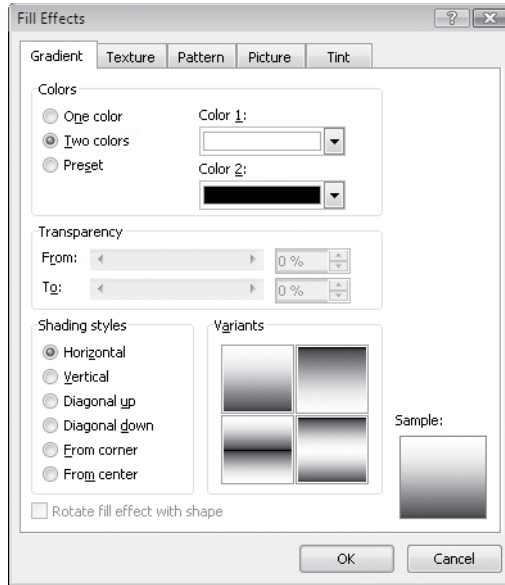 Fill Effects
Gradient Texture Pattern Picture Tint
Colors
One color
Two colors
Preset
Color 1:
Color 2:
Transparency
From: 0 %
To: 0 %
Shading styles
Horizontal
Vertical
Diagonal up
Diagonal down
From corner
From center
Variants
Sample:
Rotate fill effect with shape
OK Cancel